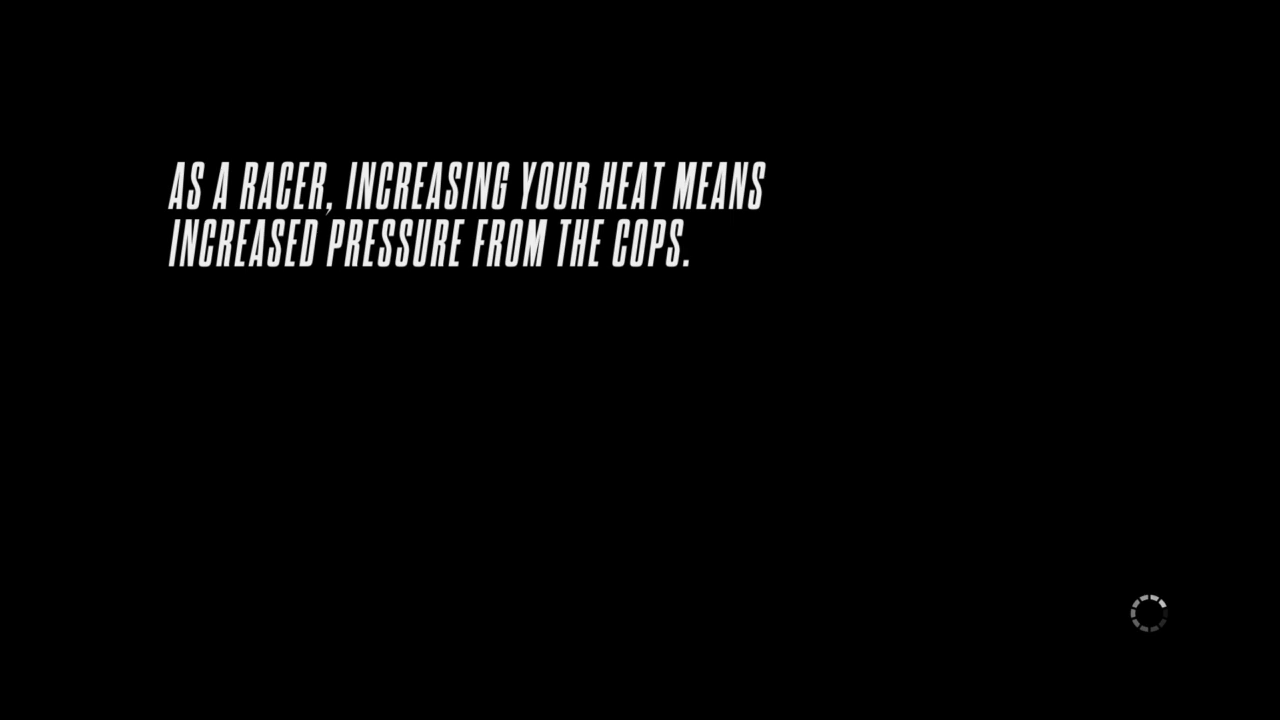 AS A RACER, INCREASING YOUR HEAT MEANS
INCREASED PRESSURE FROM THE COPS.